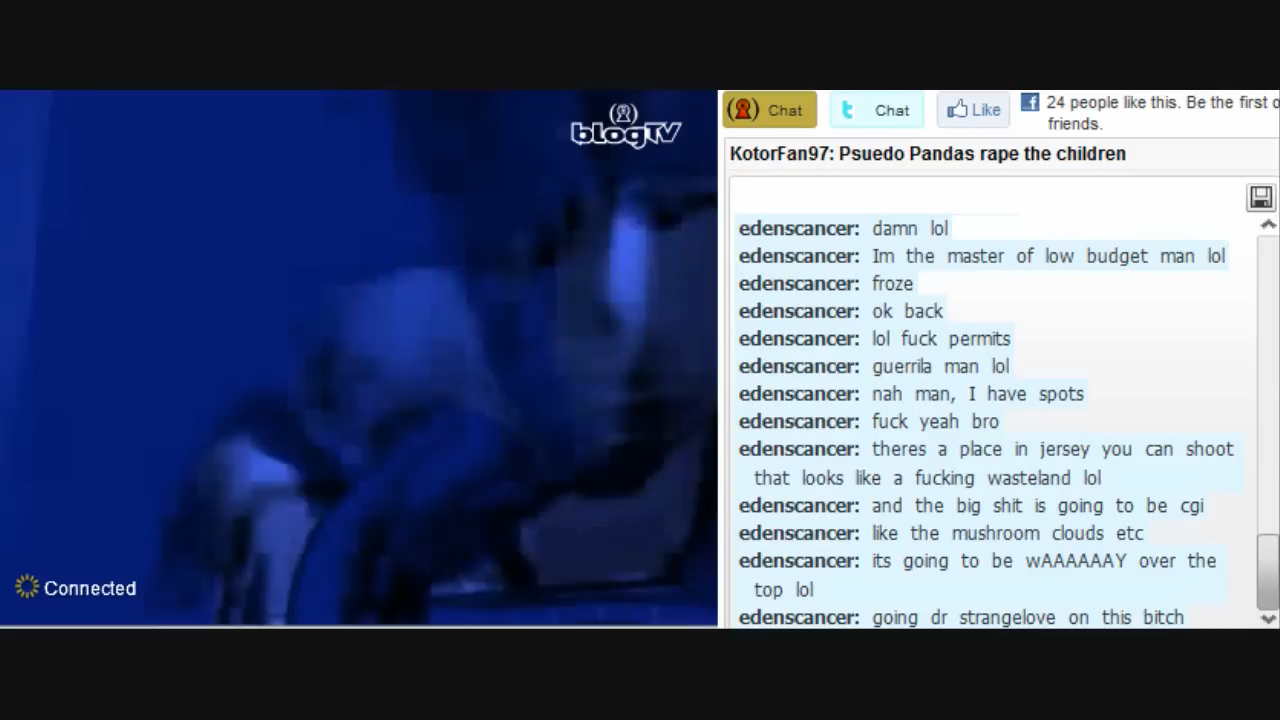 blogTV
Connected
Chat
Chat
Like
24 people like this. Be the first o
friends.
KotorFan97: Psuedo Pandas rape the children
edenscancer: damn lol
edenscancer: Im the master of low budget man lol
edenscancer: froze
edenscancer: ok back
edenscancer: lol fuck permits
edenscancer: guerrila man lol
edenscancer: nah man, I have spots
edenscancer: fuck yeah bro
edenscancer: theres a place in jersey you can shoot
that looks like a fucking wasteland lol
edenscancer: and the big shit is going to be cgi
edenscancer: like the mushroom clouds etc
edenscancer: its going to be wAAAAAAY over the
top lol
edenscancer: going dr strangelove on this bitch